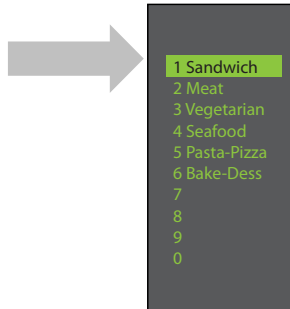 1 Sandwich
2 Meat
3 Vegetarian
4 Seafood
5 Pasta-Pizza
6 Bake-Dess
7
8
9
0